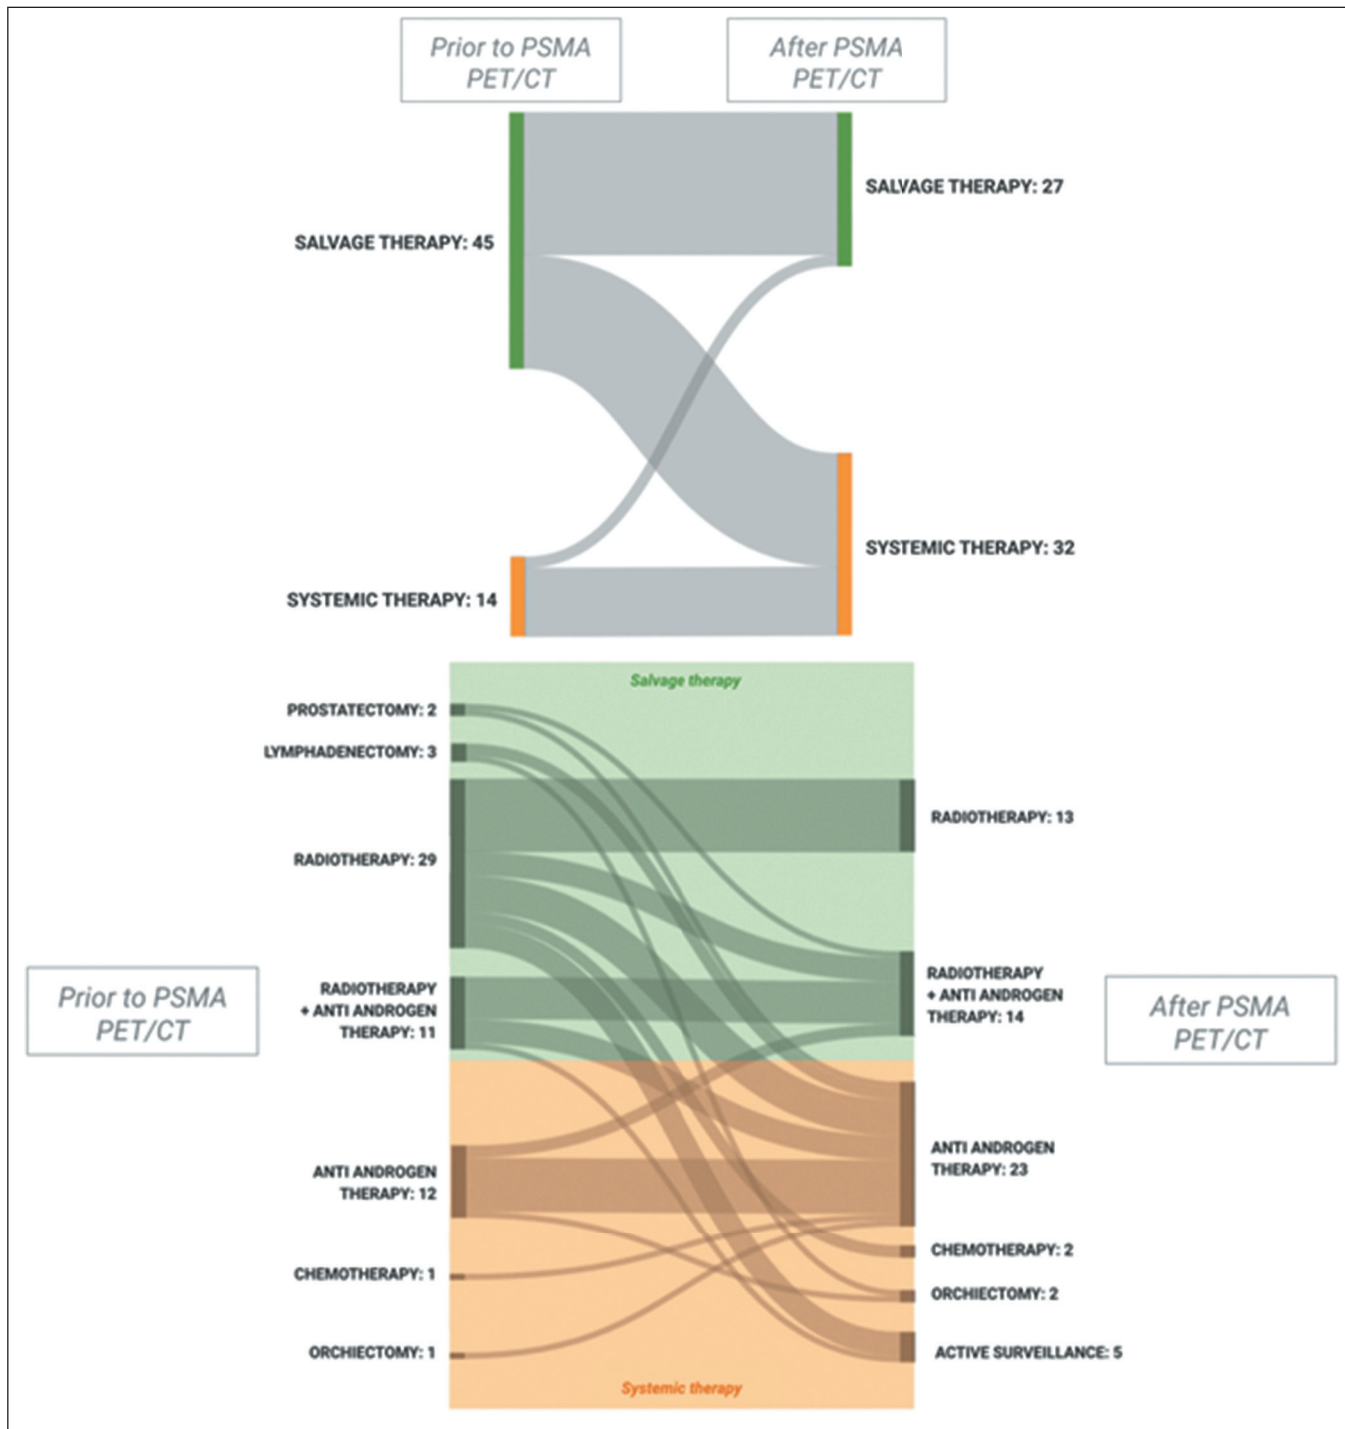 Prior to PSMA
PET/CT
After PSMA
PET/CT
SALVAGE THERAPY: 45
SALVAGE THERAPY: 27
SYSTEMIC THERAPY: 14
SYSTEMIC THERAPY: 32
Salvage therapy
PROSTATECTOMY: 2
LYMPHADENECTOMY: 3
RADIOTHERAPY: 29
RADIOTHERAPY
+ ANTI ANDROGEN
THERAPY: 11
ANTI ANDROGEN
THERAPY: 12
CHEMOTHERAPY: 1
ORCHIECTOMY: 1
Prior to PSMA
PET/CT
RADIOTHERAPY: 13
RADIOTHERAPY
+ ANTI ANDROGEN
THERAPY: 14
ANTI ANDROGEN
THERAPY: 23
CHEMOTHERAPY: 2
ORCHIECTOMY: 2
ACTIVE SURVEILLANCE: 5
After PSMA
PET/CT
Systemic therapy